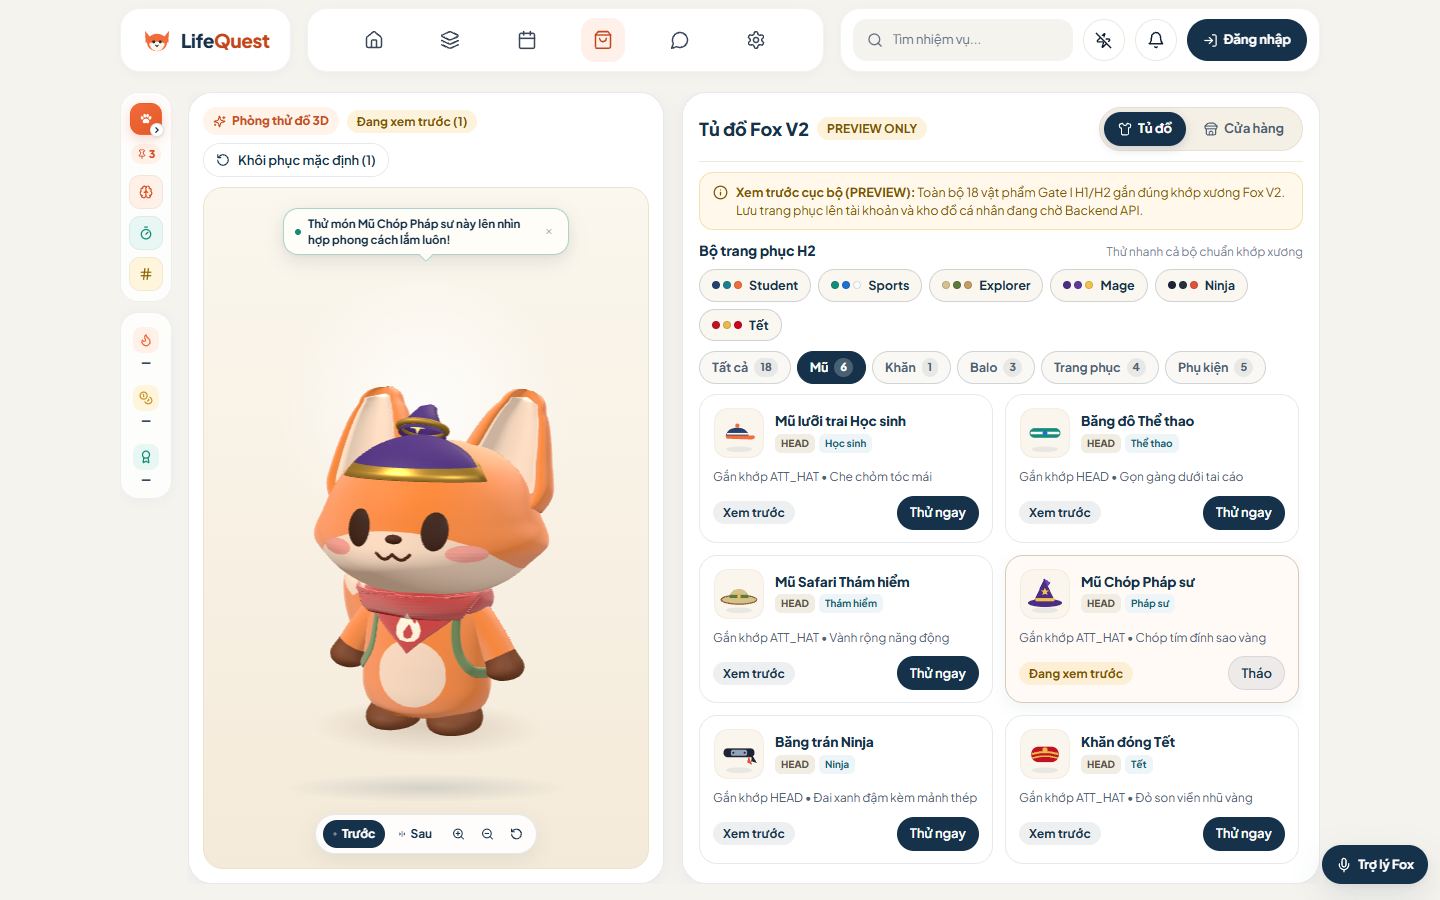 LifeQuest
Tìm nhiệm vụ...
Đăng nhập
3
Phòng thử đồ 3D
Đang xem trước (1)
Khôi phục mặc định (1)
Thử món Mũ Chóp Pháp sư này lên nhìn
hợp phong cách lắm luôn!
Trước
Sau
Tủ đồ Fox V2
PREVIEW ONLY
Tủ đồ
Cửa hàng
Xem trước cục bộ (PREVIEW): Toàn bộ 18 vật phẩm Gate I H1/H2 gắn đúng khớp xương Fox V2.
Lưu trang phục lên tài khoản và kho đồ cá nhân đang chờ Backend API.
Bộ trang phục H2
Thử nhanh cả bộ chuẩn khớp xương
Student
Sports
Explorer
Mage
Ninja
Tết
Tất cả 18
Mũ 6
Khăn 1
Balo 3
Trang phục 4
Phụ kiện 5
Mũ lưỡi trai Học sinh
HEAD Học sinh
Gắn khớp ATT_HAT • Che chỏm tóc mái
Xem trước
Thử ngay
Băng đô Thể thao
HEAD Thể thao
Gắn khớp HEAD • Gọn gàng dưới tai cáo
Xem trước
Thử ngay
Mũ Safari Thám hiểm
HEAD Thám hiểm
Gắn khớp ATT_HAT • Vành rộng năng động
Xem trước
Thử ngay
Mũ Chóp Pháp sư
HEAD Pháp sư
Gắn khớp ATT_HAT • Chóp tím đính sao vàng
Đang xem trước
Tháo
Băng trán Ninja
HEAD Ninja
Gắn khớp HEAD • Đai xanh đậm kèm mảnh thép
Xem trước
Thử ngay
Khăn đóng Tết
HEAD Tết
Gắn khớp ATT_HAT • Đỏ son viền nhũ vàng
Xem trước
Thử ngay
Trợ lý Fox